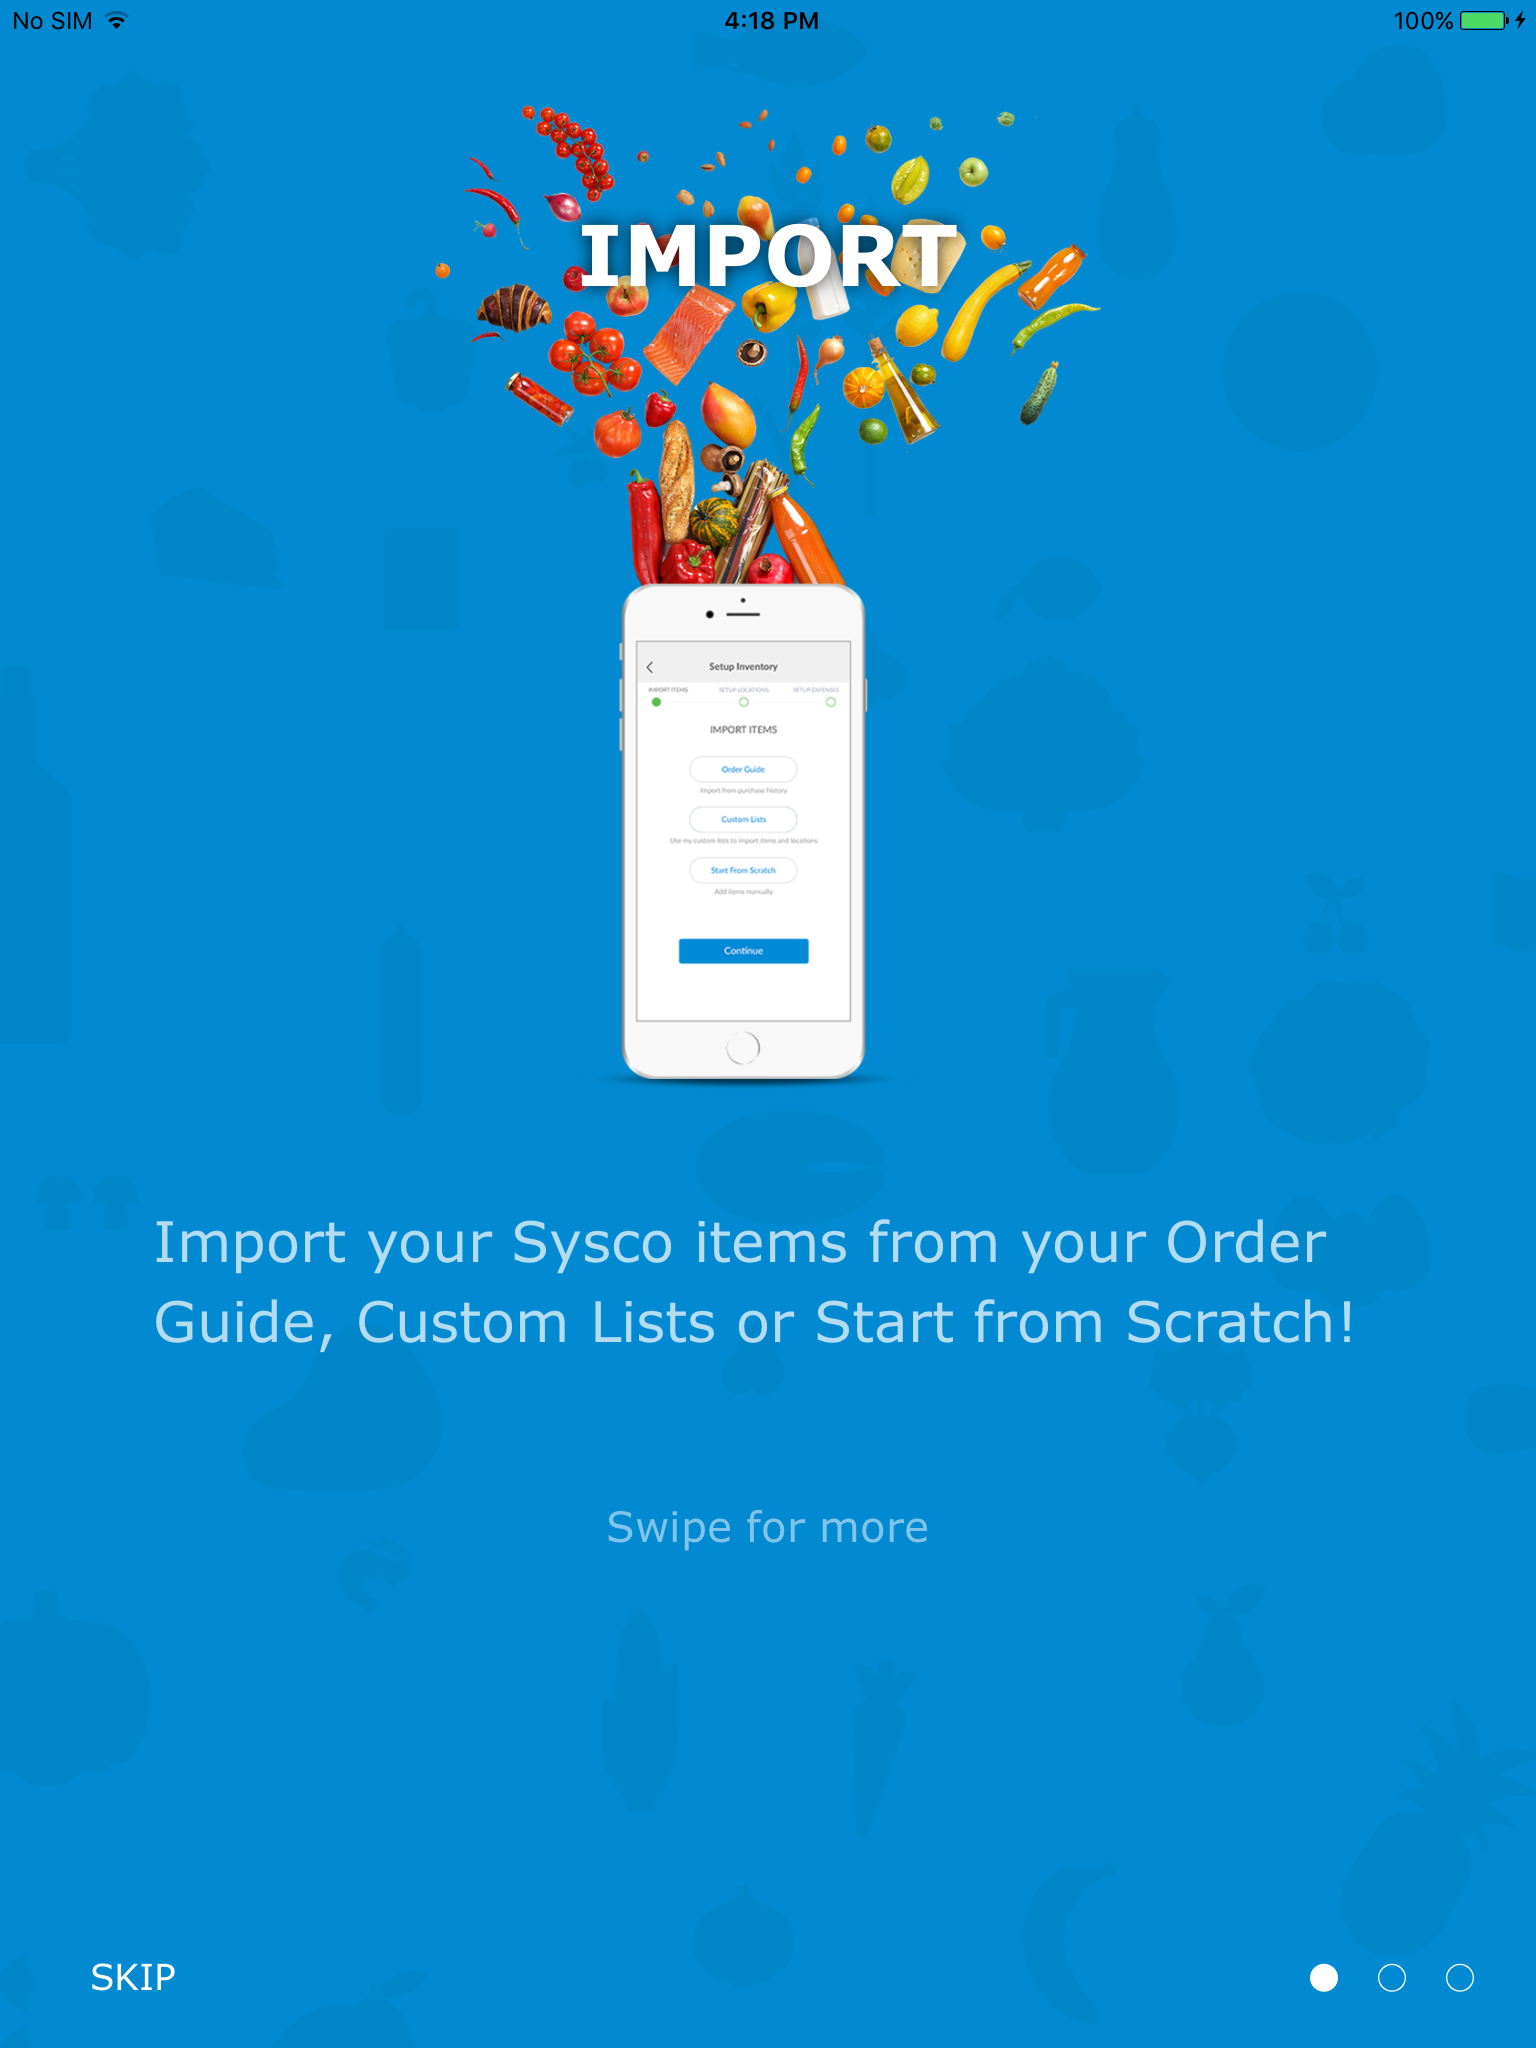 No SIM
4:18 PM
100%
IMPORT
Setup Inventory
IMPORT ITEMS
SETUP LOCATIONS
SETUP EXPENSES
IMPORT ITEMS
Order Guide
Import from purchase history
Custom Lists
Use my custom lists to import items and locations
Start From Scratch
Add items manually
Continue
Import your Sysco items from your Order
Guide, Custom Lists or Start from Scratch!
Swipe for more
SKIP